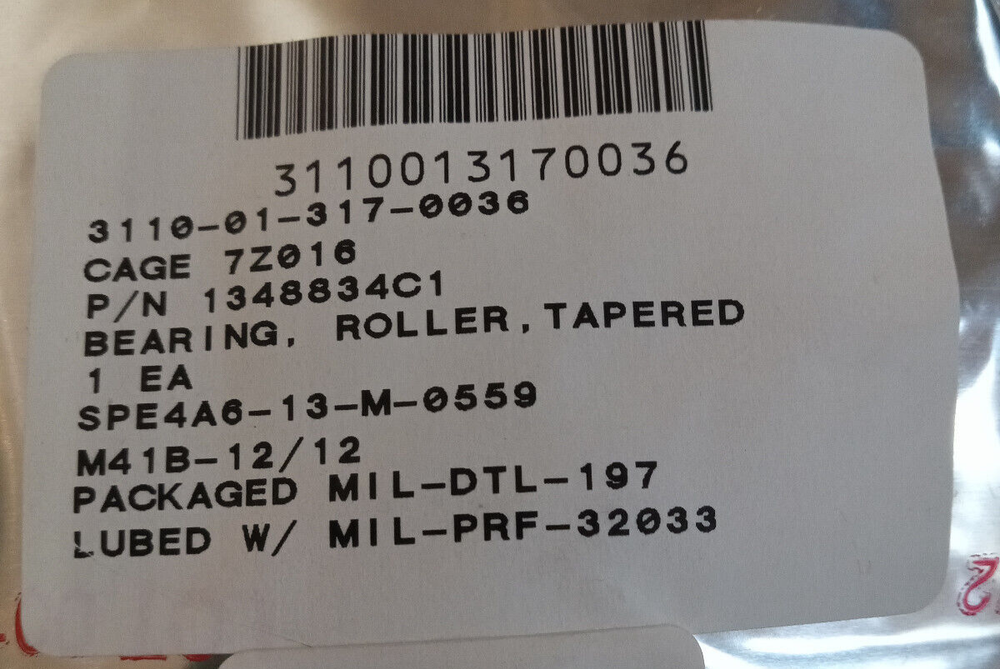 3110013170036
3110-01-317-0036
CAGE 7Z016
P/N 1348834C1
BEARING, ROLLER,TAPERED
1 EA
SPE4A6-13-M-0559
M41B-12/12
PACKAGED MIL-DTL-197
LUBED W/ MIL-PRF-32033